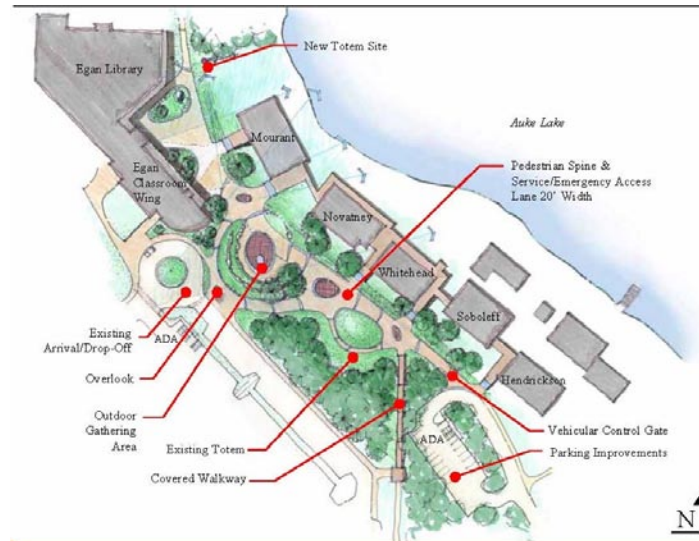 New Totem Site
Egan Library
Auke Lake
Mourant
Egan
Classroom
Wing
Pedestrian Spine &
Service/Emergency Access
Lane 20' Width
Novatney
Whitehead
Soboleff
Existing
Arrival/Drop-Off
ADA
Overlook
Hendrickson
Outdoor
Gathering
Area
Existing Totem
ADA
Vehicular Control Gate
Covered Walkway
Parking Improvements
N